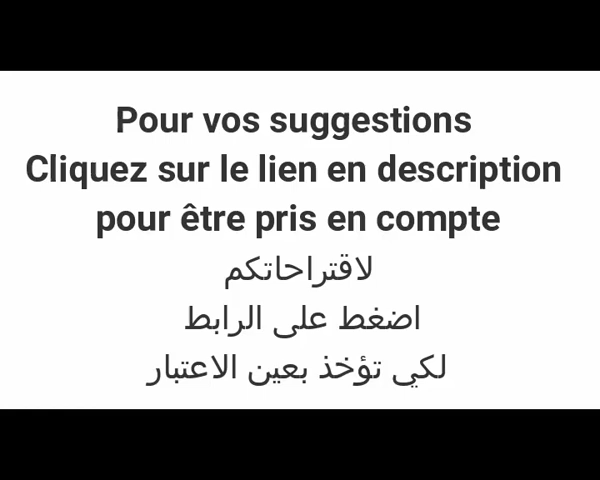 Pour vos suggestions
Cliquez sur le lien en description
pour être pris en compte
لاقتراحاتكم
اضغط على الرابط
لكي تؤخذ بعين الاعتبار